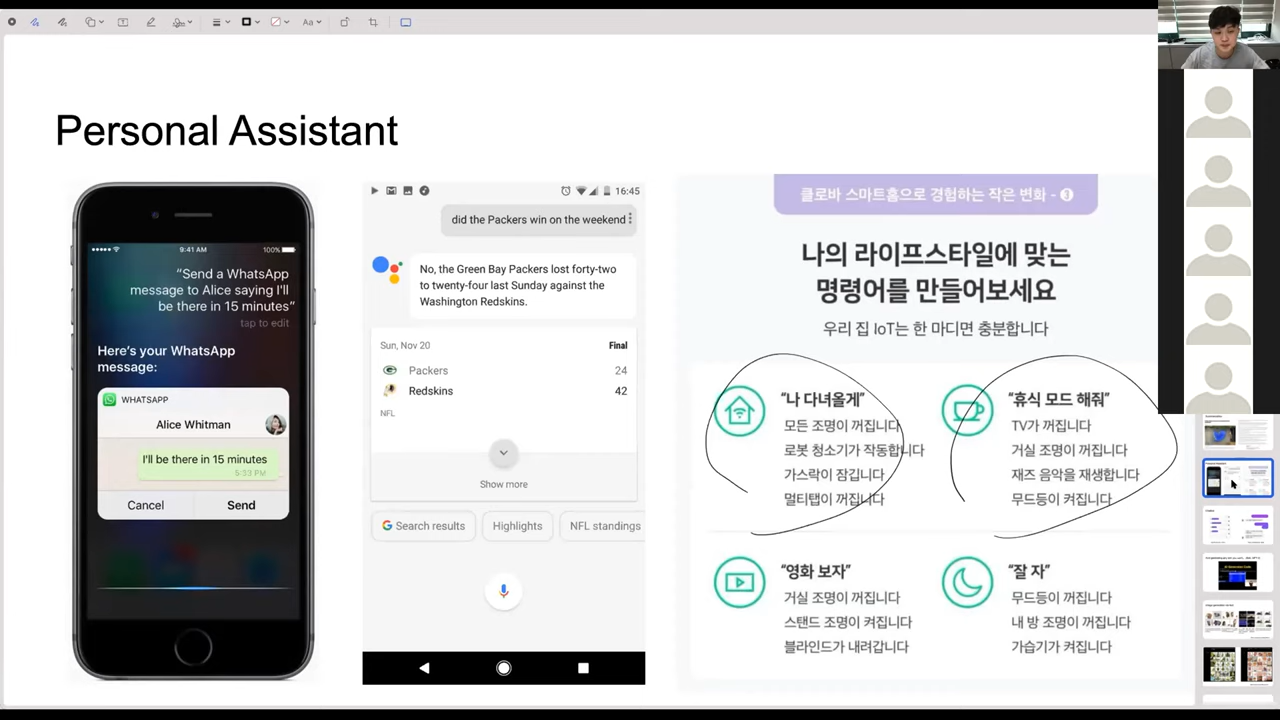 Aa
Personal Assistant
9:41 AM
100%
“Send a WhatsApp
message to Alice saying I'll
be there in 15 minutes”
tap to edit
Here's your WhatsApp
message:
WHATSAPP
Alice Whitman
I'll be there in 15 minutes
5:33 PM
Cancel
Send
16:45
did the Packers win on the weekend
No, the Green Bay Packers lost forty-two
to twenty-four last Sunday against the
Washington Redskins.
Sun, Nov 20
Final
Packers
24
Redskins
42
NFL
Show more
Search results
Highlights
NFL standings
클로바 스마트홈으로 경험하는 작은 변화 - ❸
나의 라이프스타일에 맞는
명령어를 만들어보세요
우리 집 IoT는 한 마디면 충분합니다
“나 다녀올게”
모든 조명이 꺼집니다
로봇 청소기가 작동합니다
가스락이 잠깁니다
멀티탭이 꺼집니다
“휴식 모드 해줘”
TV가 꺼집니다
거실 조명이 꺼집니다
재즈 음악을 재생합니다
무드등이 켜집니다
“영화 보자”
거실 조명이 꺼집니다
스탠드 조명이 켜집니다
블라인드가 내려갑니다
“잘 자”
무드등이 꺼집니다
내 방 조명이 꺼집니다
가습기가 켜집니다